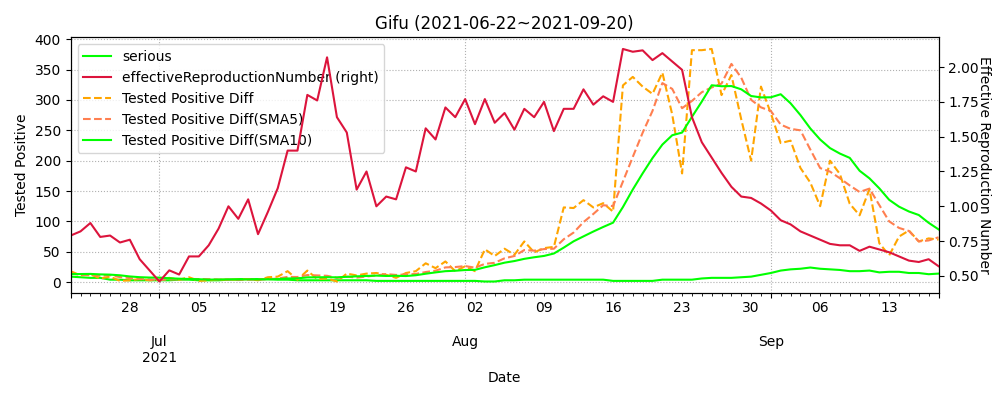 Gifu (2021-06-22~2021-09-20)
serious
effectiveReproductionNumber (right)
Tested Positive Diff
Tested Positive Diff(SMA5)
Tested Positive Diff(SMA10)
Tested Positive
400
350
300
250
200
150
100
50
0
Effective Reproduction Number
2.00
1.75
1.50
1.25
1.00
0.75
0.50
28 05 12 19 26 02 09 16 23 30 06 13
Jul Aug Sep
2021
Date